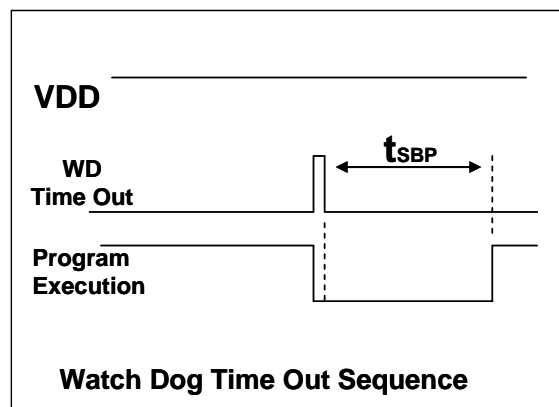 VDD
tSBP
WD
Time Out
Program
Execution
Watch Dog Time Out Sequence